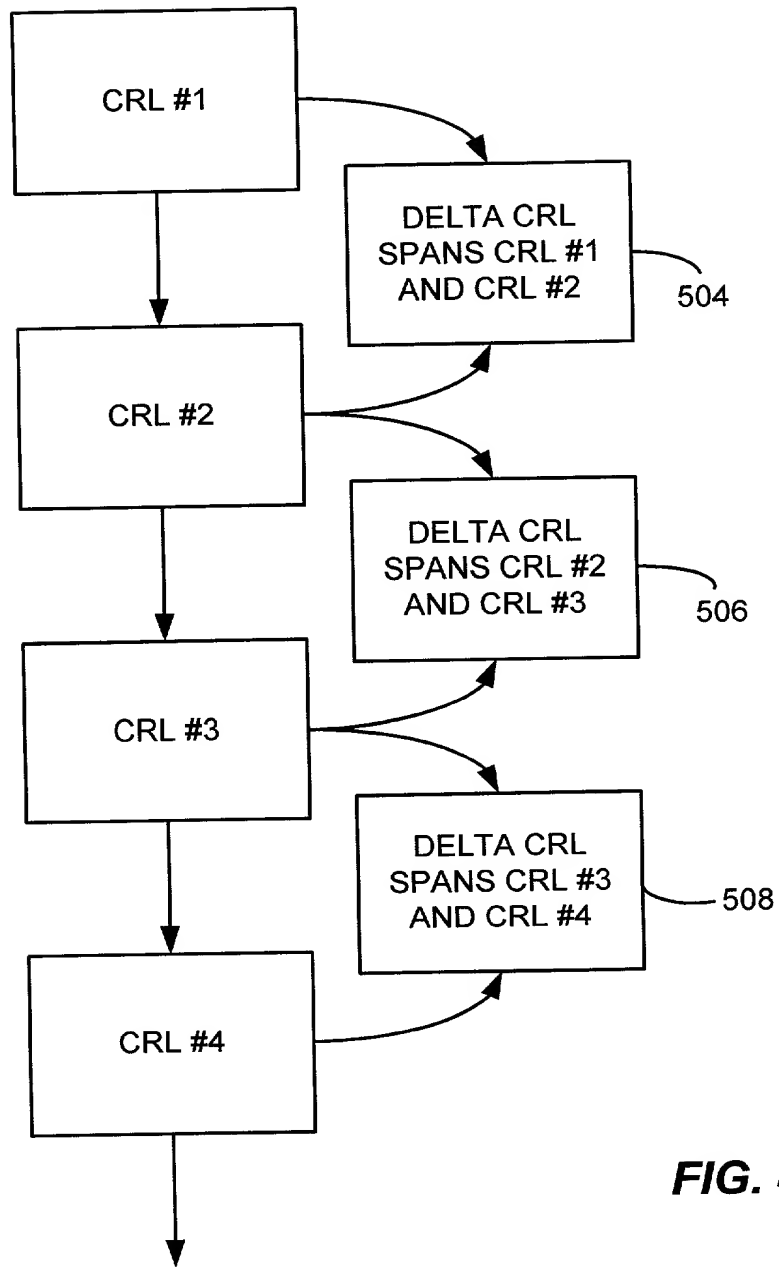 CRL #1
DELTA CRL
SPANS CRL #1
AND CRL #2
504
CRL #2
DELTA CRL
SPANS CRL #2
AND CRL #3
506
CRL #3
DELTA CRL
SPANS CRL #3
AND CRL #4
508
CRL #4
FIG.